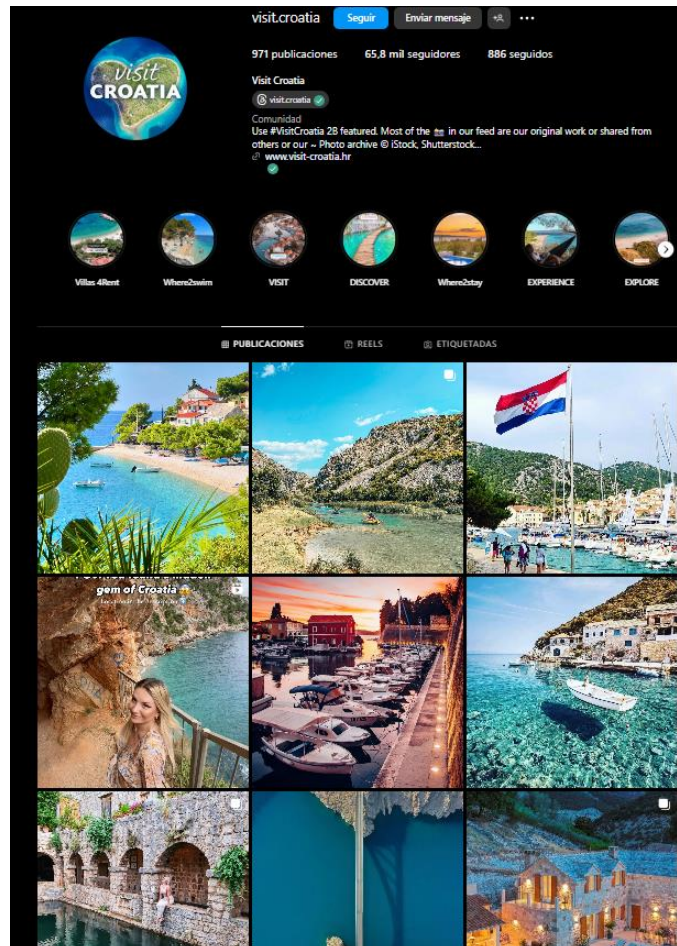 visit.croatia Seguir Enviar mensaje
971 publicaciones 65,8 mil seguidores 886 seguidos
visit
CROATIA
Visit Croatia
visit.croatia
Comunidad
Use #VisitCroatia 2B featured. Most of the 📷 in our feed are our original work or shared from
others or our ~ Photo archive © iStock, Shutterstock...
www.visit-croatia.hr
Villas 4Rent Where2swim VISIT DISCOVER Where2stay EXPERIENCE EXPLORE
PUBLICACIONES REELS ETIQUETADAS
gem of Croatia